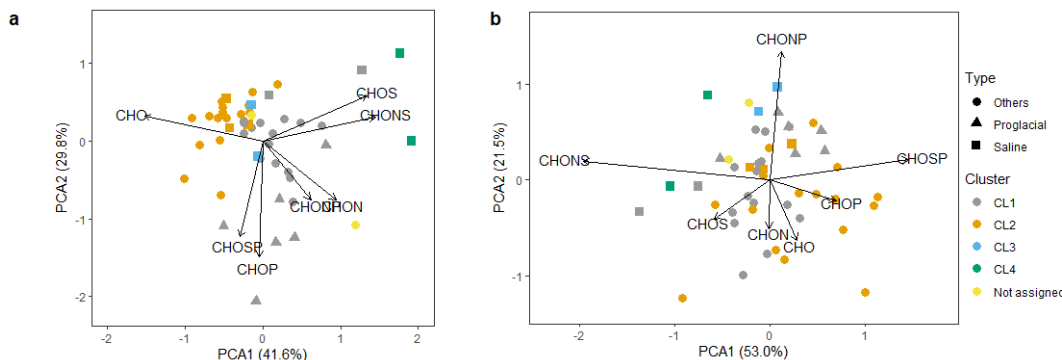 a
CHO
CHOS
CHONS
CHON
CHOSP
CHOP
PCA2 (29.8%)
1
0
-1
-2
-2
-1
0
1
2
PCA1 (41.6%)
b
CHONP
CHONS
CHOSP
CHOS
CHOP
CHON
CHO
PCA2 (21.5%)
1
0
-1
-2
-1
0
1
PCA1 (53.0%)
Type
Others
Proglacial
Saline
Cluster
CL1
CL2
CL3
CL4
Not assigned